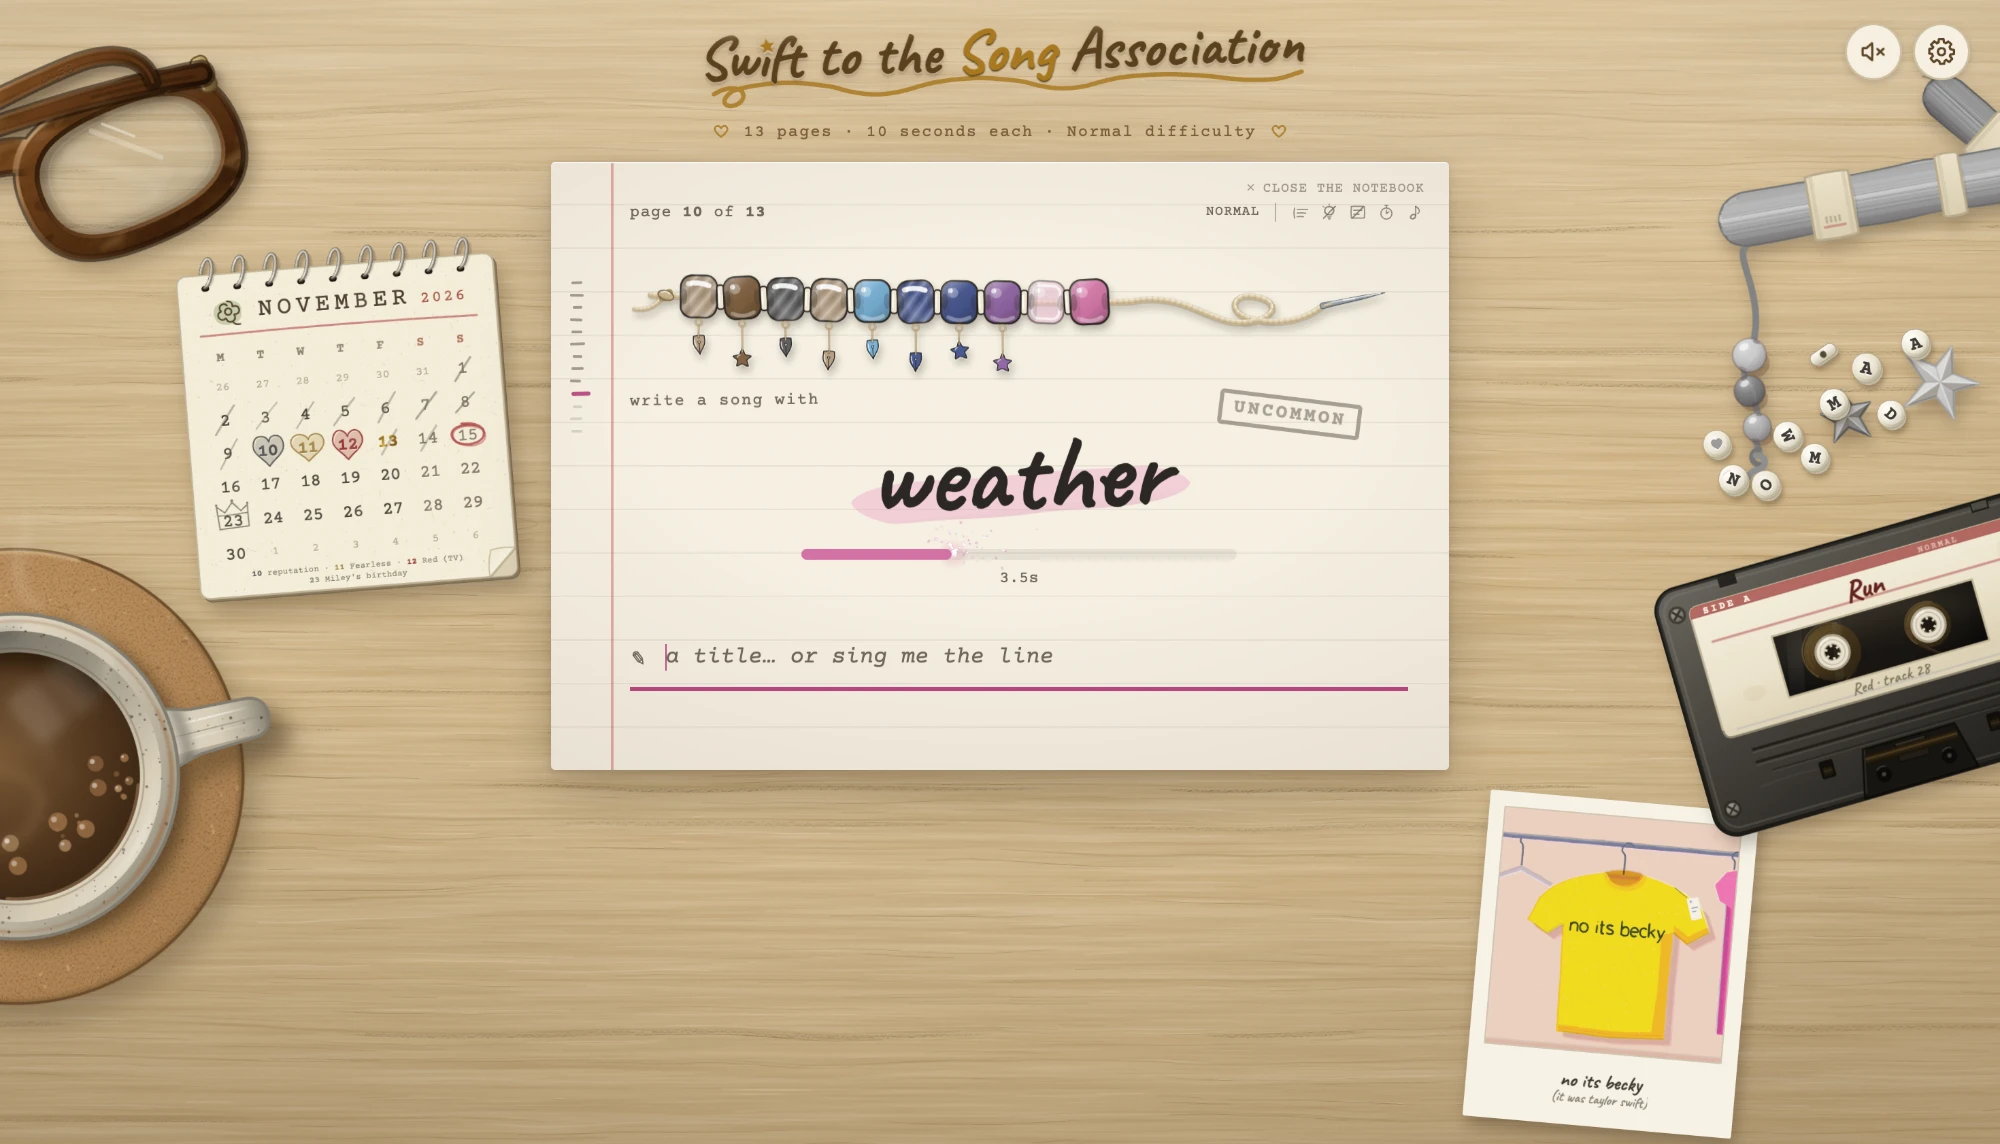 Swift to the Song Association
13 pages · 10 seconds each · Normal difficulty
× CLOSE THE NOTEBOOK
page 10 of 13
NORMAL
write a song with
UNCOMMON
weather
3.5s
a title… or sing me the line
NOVEMBER 2026
M T W T F S S
26 27 28 29 30 31 1
2 3 4 5 6 7 8
9 10 11 12 13 14 15
16 17 18 19 20 21 22
23 24 25 26 27 28 29
30 1 2 3 4 5 6
10 reputation · 11 Fearless · 12 Red (TV)
23 Miley's birthday
A
A
M
D
W
M
N
O
SIDE A
NORMAL
Run
Red · track 28
no its becky
no its becky
(it was taylor swift)